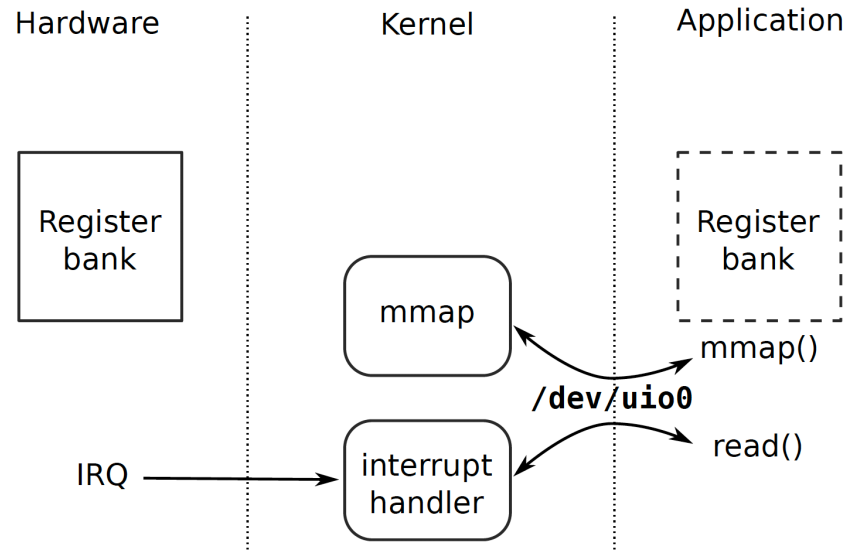 Hardware
Kernel
Application
Register
bank
Register
bank
mmap
mmap()
/dev/uio0
IRQ
interrupt
handler
read()